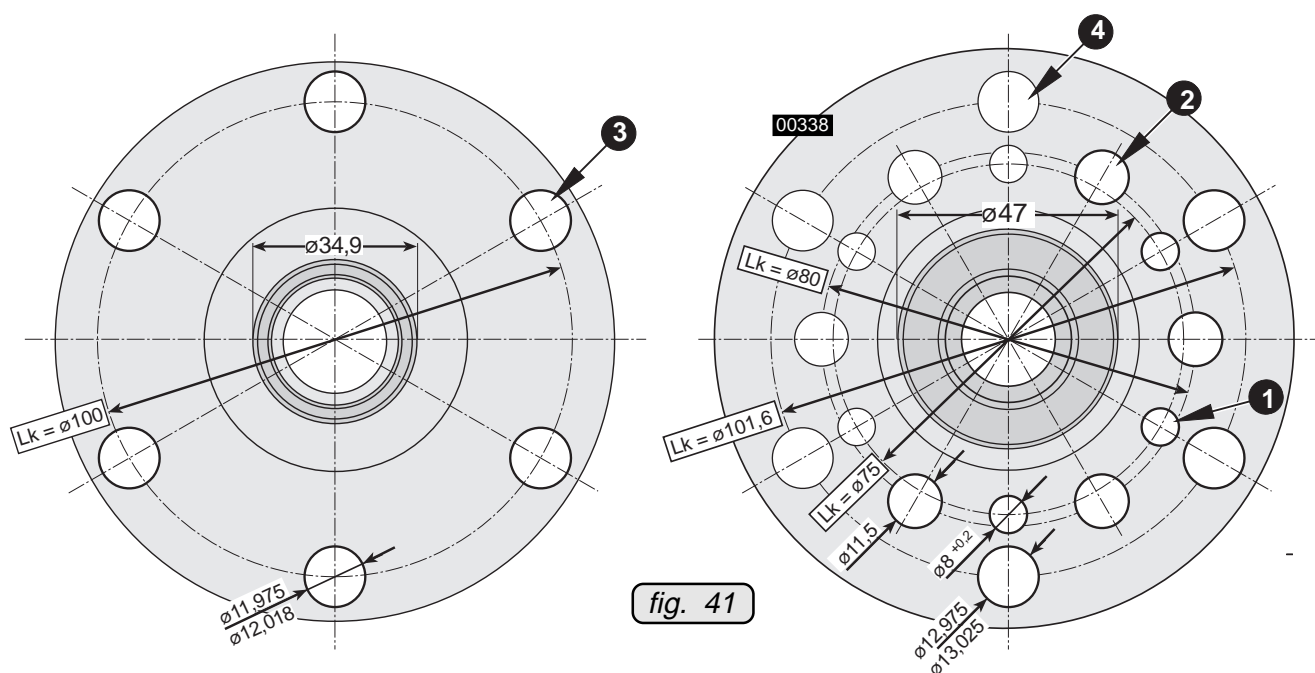 4
3
00338
2
ø47
ø34,9
Lk = ø80
1
Lk = ø100
Lk = ø101,6
Lk = ø75
ø11,5
ø8 +0,2
ø11,975
ø12,018
fig. 41
ø12,975
ø13,025